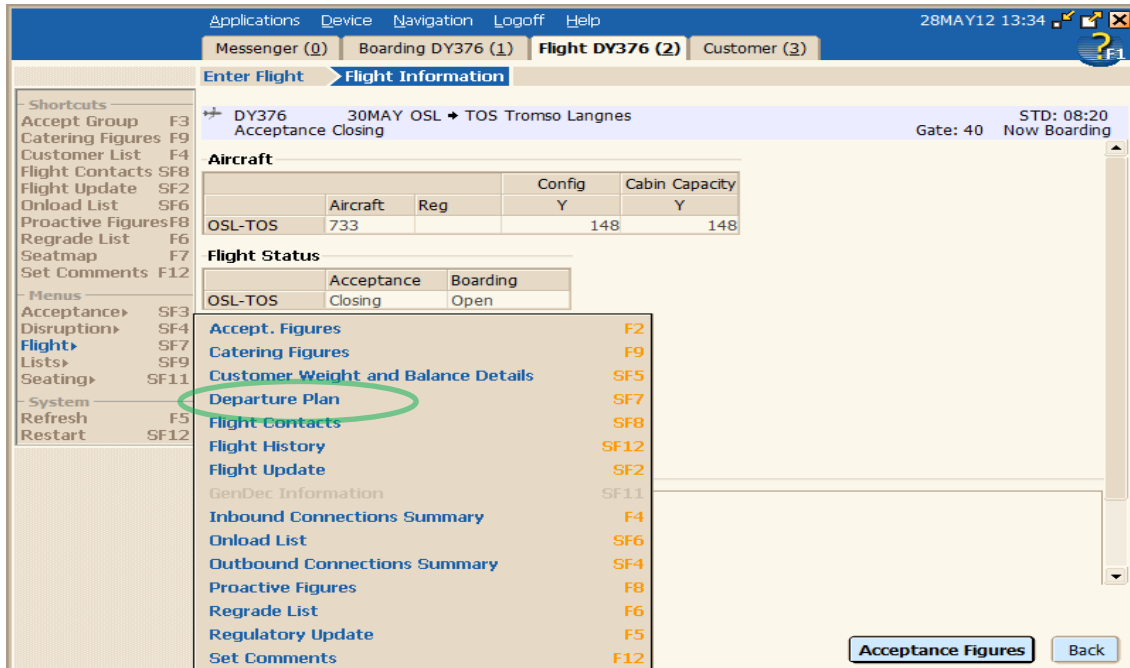 Applications Device Navigation Logoff Help 28MAY12 13:34
Messenger (0) Boarding DY376 (1) Flight DY376 (2) Customer (3)
?F1
Enter Flight Flight Information
Shortcuts
Accept Group F3
Catering Figures F9
Customer List F4
Flight Contacts SF8
Flight Update SF2
Onload List SF6
Proactive Figures F8
Regrade List F6
Seatmap F7
Set Comments F12
Menus
Acceptance SF3
Disruption SF4
Flight SF7
Lists SF9
Seating SF11
System
Refresh F5
Restart SF12
DY376 30MAY OSL → TOS Tromso Langnes STD: 08:20
Acceptance Closing Gate: 40 Now Boarding
Aircraft
Config Cabin Capacity
Aircraft Reg Y Y
OSL-TOS 733 148 148
Flight Status
Acceptance Boarding
OSL-TOS Closing Open
Accept. Figures F2
Catering Figures F9
Customer Weight and Balance Details SF5
Departure Plan SF7
Flight Contacts SF8
Flight History SF12
Flight Update SF2
GenDec Information SF11
Inbound Connections Summary F4
Onload List SF6
Outbound Connections Summary SF4
Proactive Figures F8
Regrade List F6
Regulatory Update F5
Set Comments F12
Acceptance Figures Back